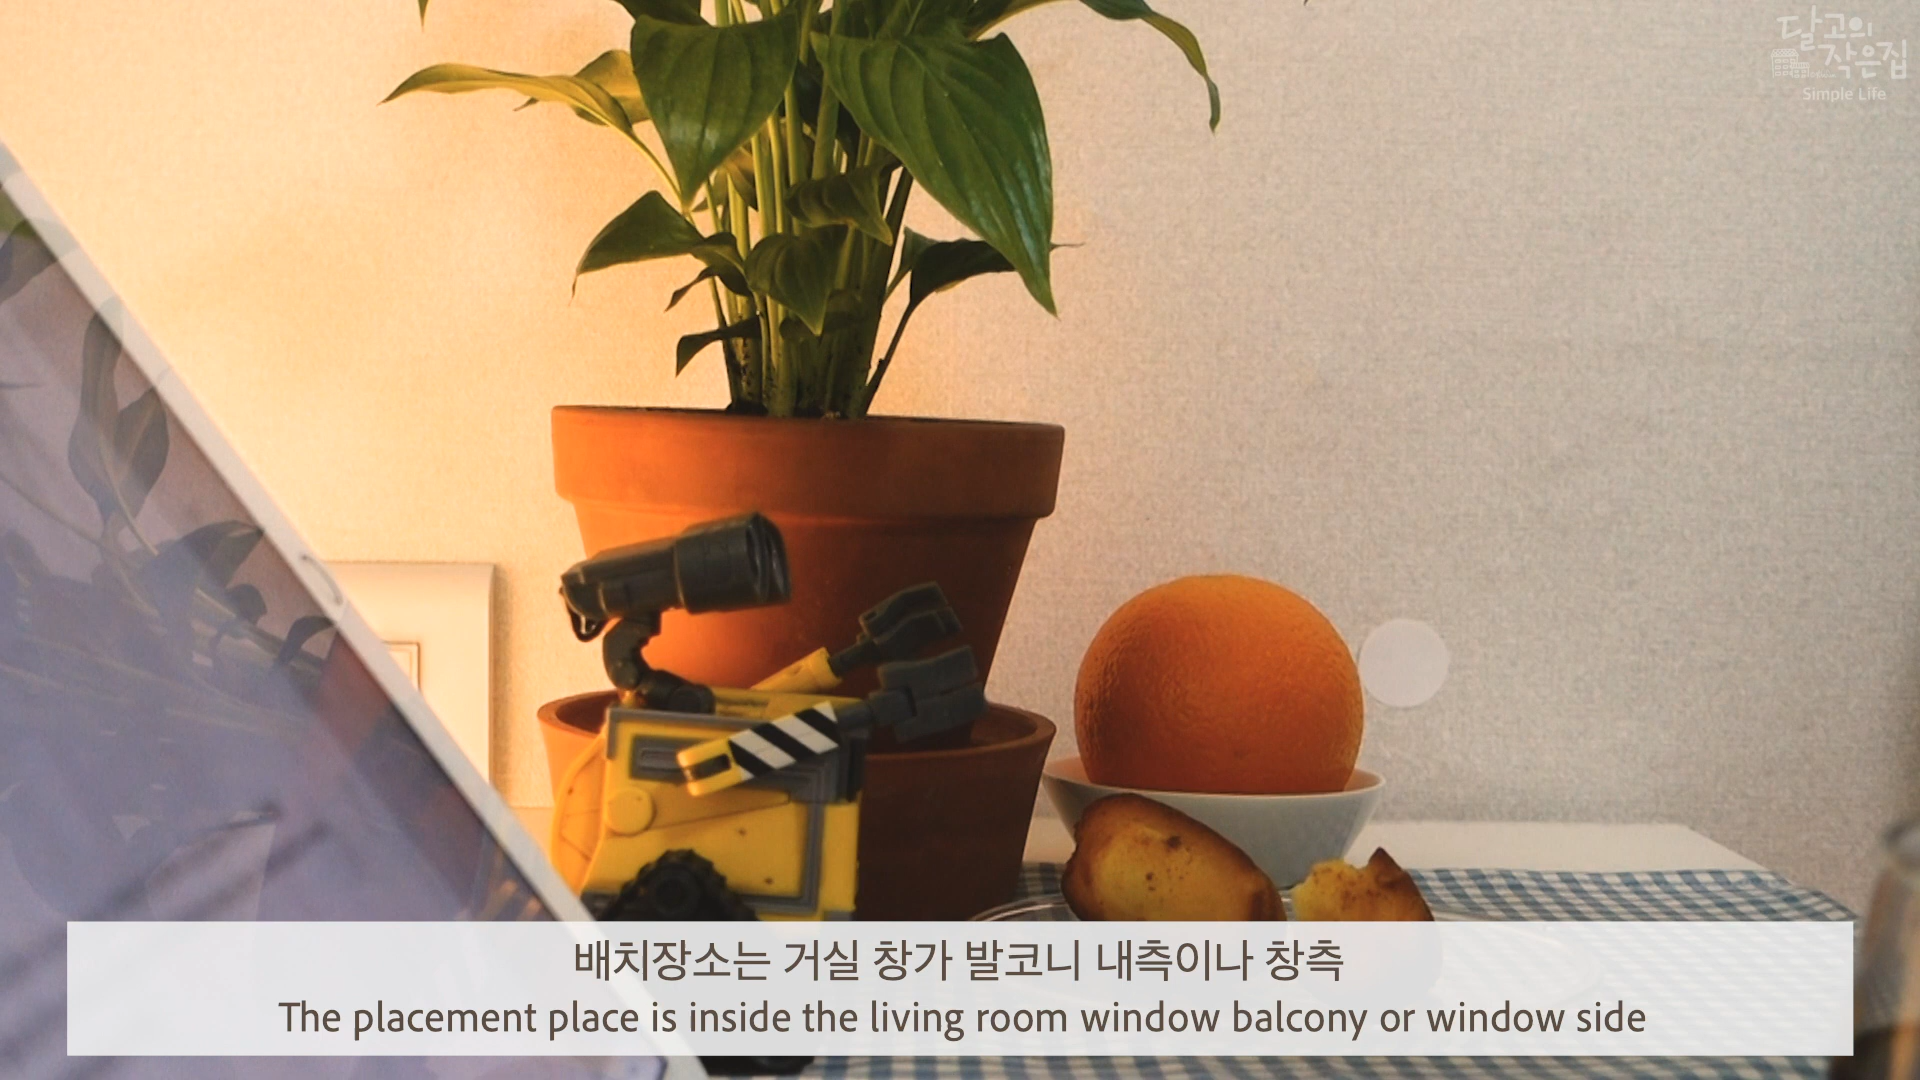 달고의
작은집
Simple Life
배치장소는 거실 창가 발코니 내측이나 창측
The placement place is inside the living room window balcony or window side